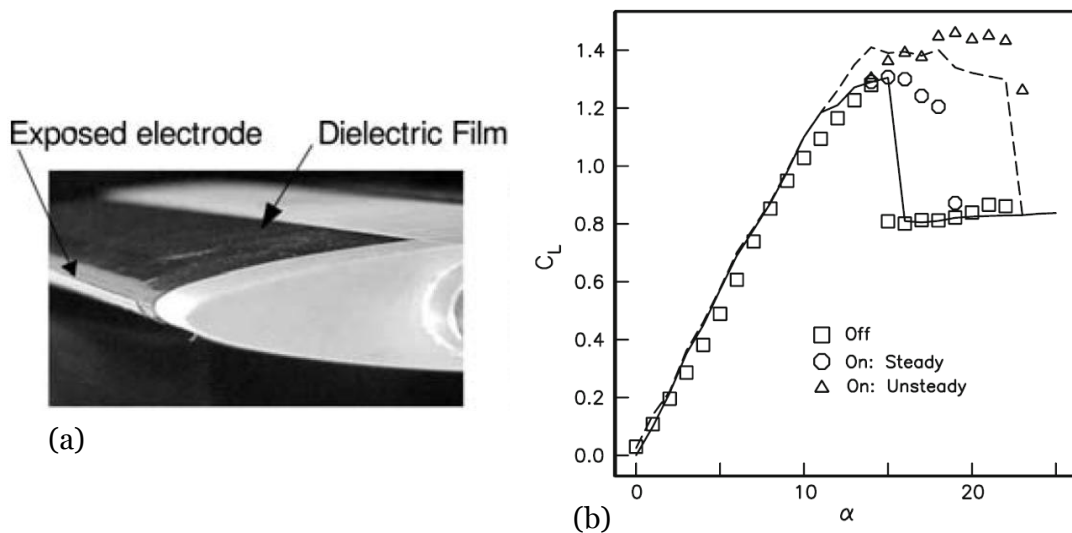 Exposed electrode
Dielectric Film
(a)
1.4
1.2
1.0
0.8
0.6
0.4
0.2
0.0
C_L
0
10
20
α
Off
On: Steady
On: Unsteady
(b)